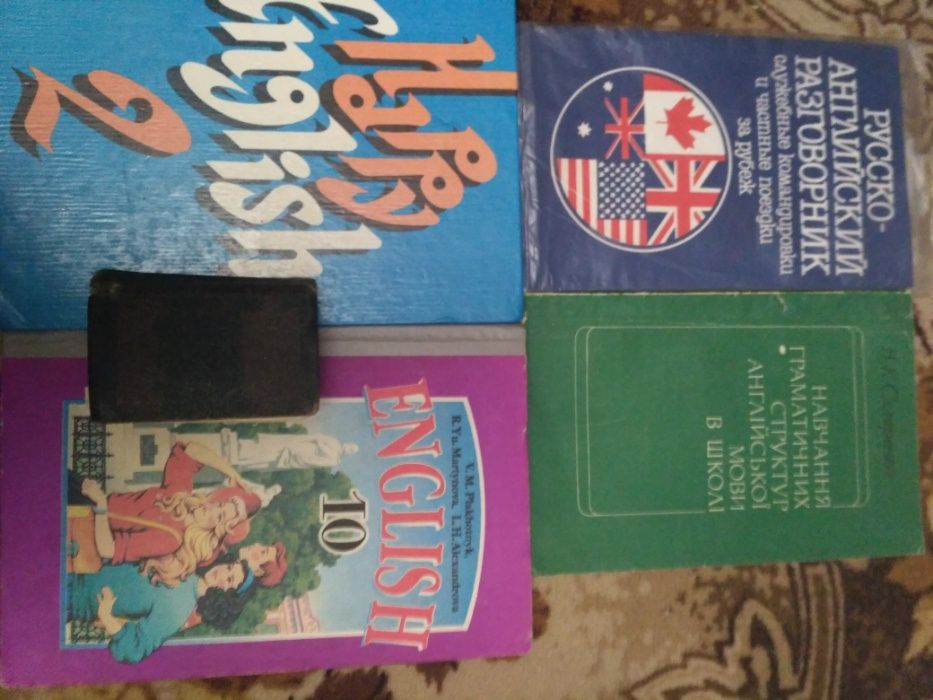 Happy
English
2
РУССКО-
АНГЛИЙСКИЙ
РАЗГОВОРНИК
служебные командировки
и частные поездки
за рубеж
V.M. Plakhotnyk,
R.Yu. Martynova, L.H. Alexandrova
ENGLISH
10
НАВЧАННЯ
ГРАМАТИЧНИХ
СТРУКТУР
АНГЛІЙСЬКОЇ
МОВИ
В ШКОЛІ